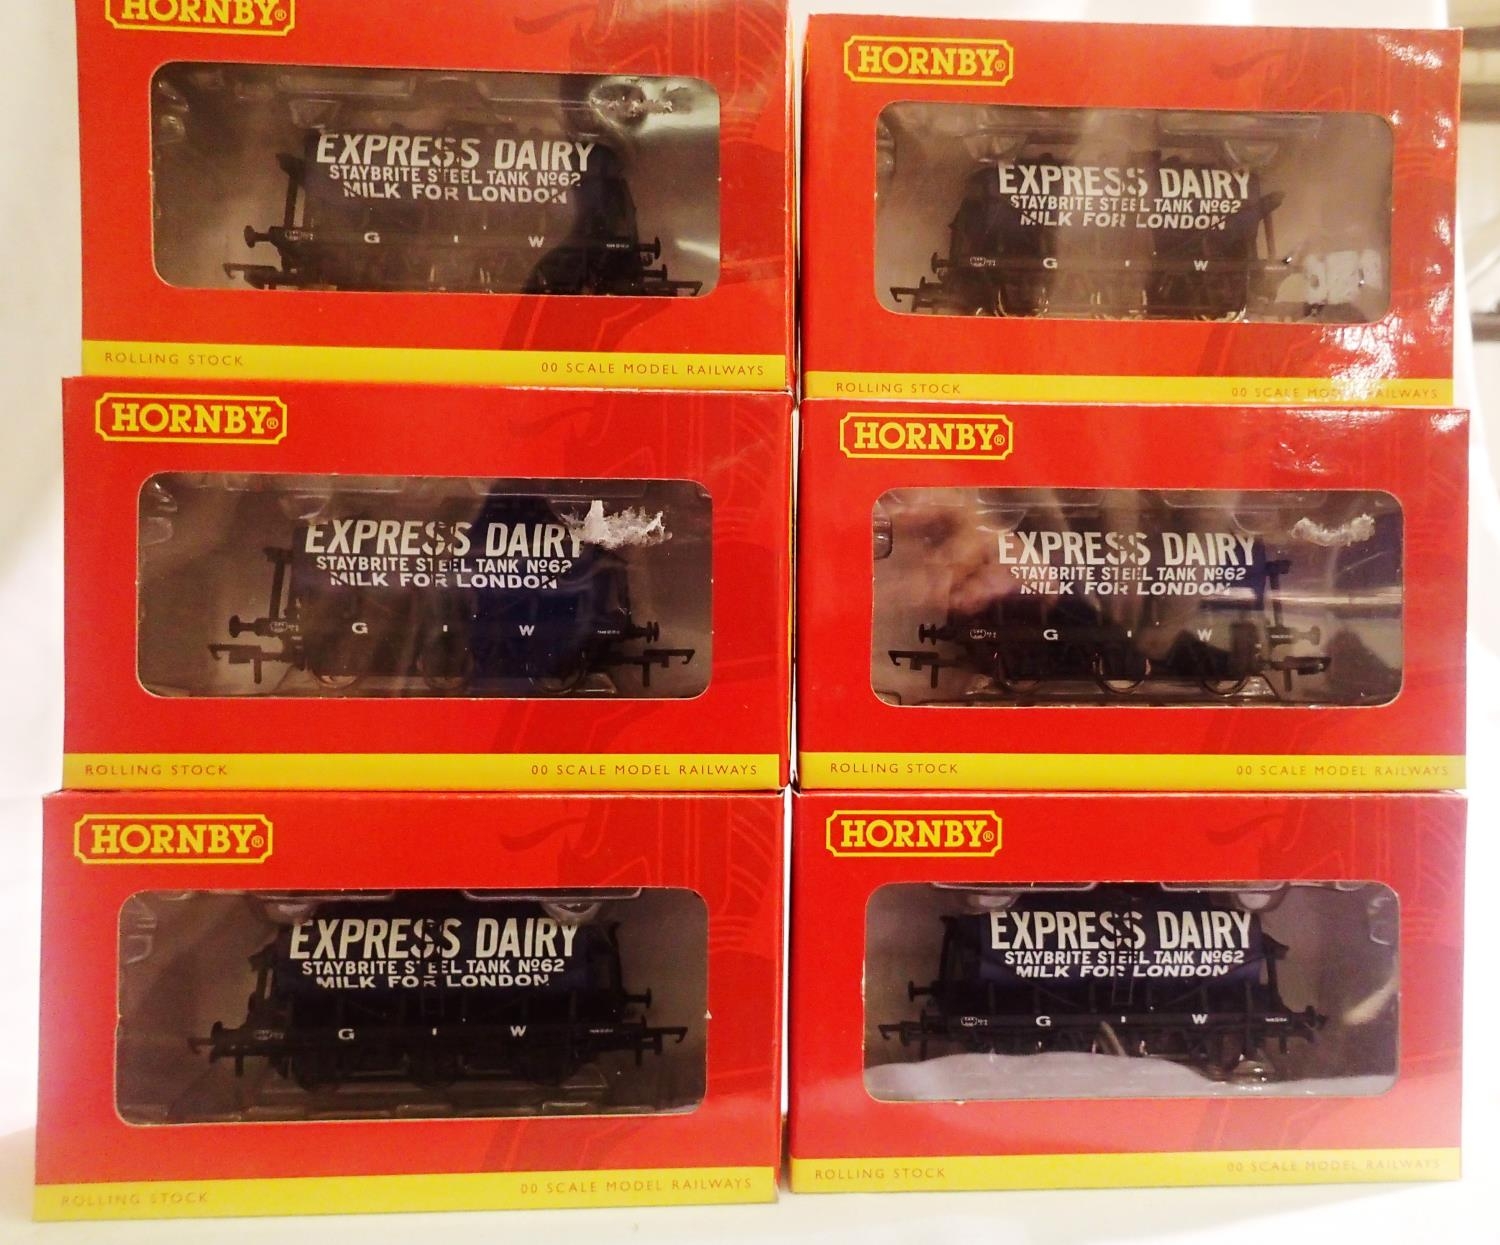 HORNBY®
EXPRESS DAIRY
STAYBRITE STEEL TANK Nº62
MILK FOR LONDON
G W
ROLLING STOCK
00 SCALE MODEL RAILWAYS
HORNBY®
EXPRESS DAIRY
STAYBRITE STEEL TANK Nº62
MILK FOR LONDON
G W
ROLLING STOCK
00 SCALE MODEL RAILWAYS
HORNBY®
EXPRESS DAIRY
STAYBRITE STEEL TANK Nº62
MILK FOR LONDON
G W
ROLLING STOCK
00 SCALE MODEL RAILWAYS
HORNBY®
EXPRESS DAIRY
STAYBRITE STEEL TANK Nº62
MILK FOR LONDON
G W
ROLLING STOCK
00 SCALE MODEL RAILWAYS
HORNBY®
EXPRESS DAIRY
STAYBRITE STEEL TANK Nº62
MILK FOR LONDON
G W
ROLLING STOCK
00 SCALE MODEL RAILWAYS
HORNBY®
EXPRESS DAIRY
STAYBRITE STEEL TANK Nº62
MILK FOR LONDON
G W
ROLLING STOCK
00 SCALE MODEL RAILWAYS